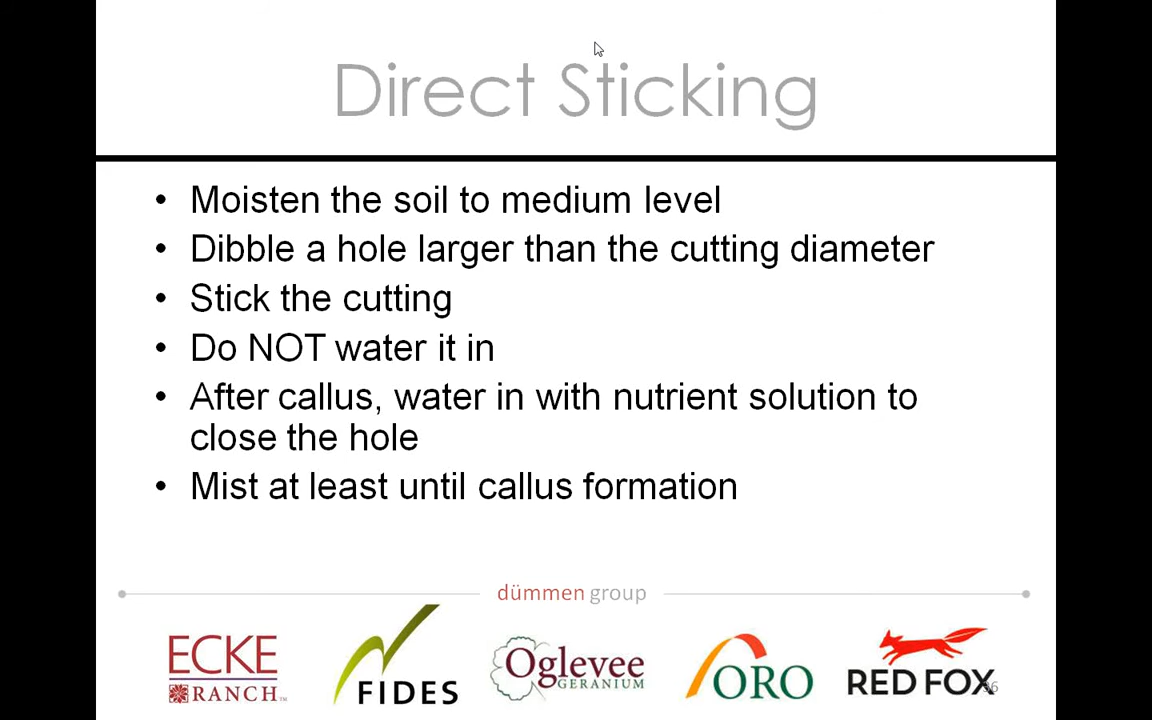 Direct Sticking
• Moisten the soil to medium level
• Dibble a hole larger than the cutting diameter
• Stick the cutting
• Do NOT water it in
• After callus, water in with nutrient solution to
close the hole
• Mist at least until callus formation
dümmen group
ECKE
RANCH™
FIDES
Oglevee
GERANIUM
ORO
RED FOX
36